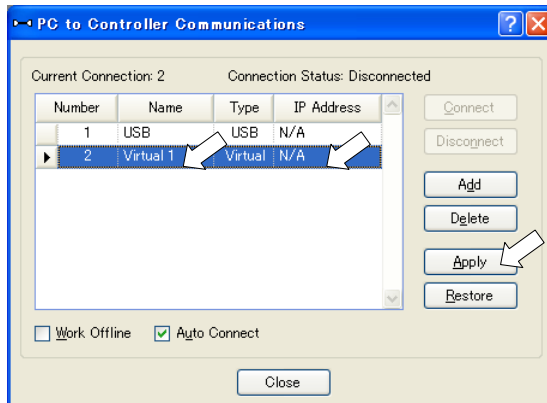 PC to Controller Communications
Current Connection: 2 Connection Status: Disconnected
Number Name Type IP Address
1 USB USB N/A
2 Virtual 1 Virtual N/A
Connect
Disconnect
Add
Delete
Apply
Restore
Work Offline Auto Connect
Close